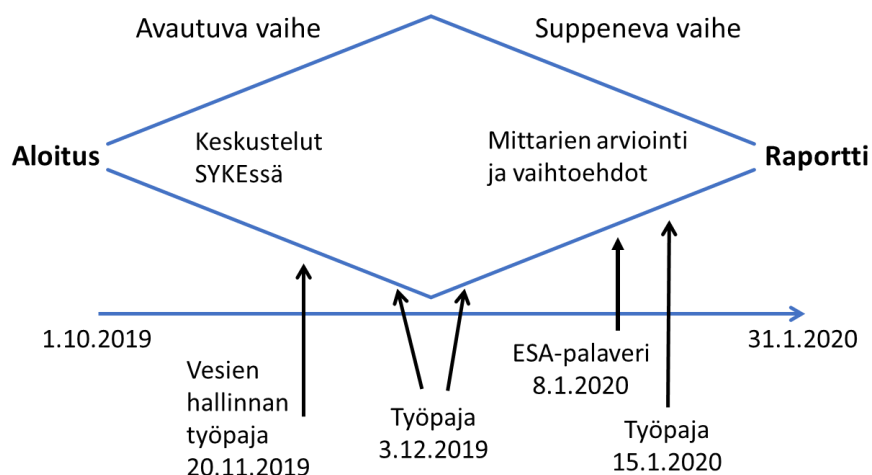 Avautuva vaihe
Suppeneva vaihe
Aloitus
Keskustelut
SYKEssä
Mittarien arviointi
ja vaihtoehdot
Raportti
1.10.2019
31.1.2020
Vesien
hallinnan
työpaja
20.11.2019
Työpaja
3.12.2019
ESA-palaveri
8.1.2020
Työpaja
15.1.2020